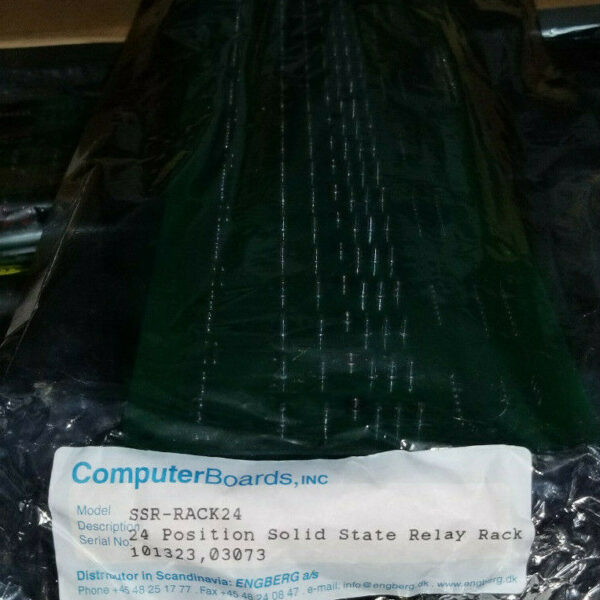 ComputerBoards, INC
Model SSR-RACK24
Description 24 Position Solid State Relay Rack
Serial No 101323,03073
Distributor in Scandinavia: ENGBERG a/s
Phone +45 48 25 17 77 . Fax +45 48 24 08 47 . e-mail. info@engberg.dk . www.engberg.dk